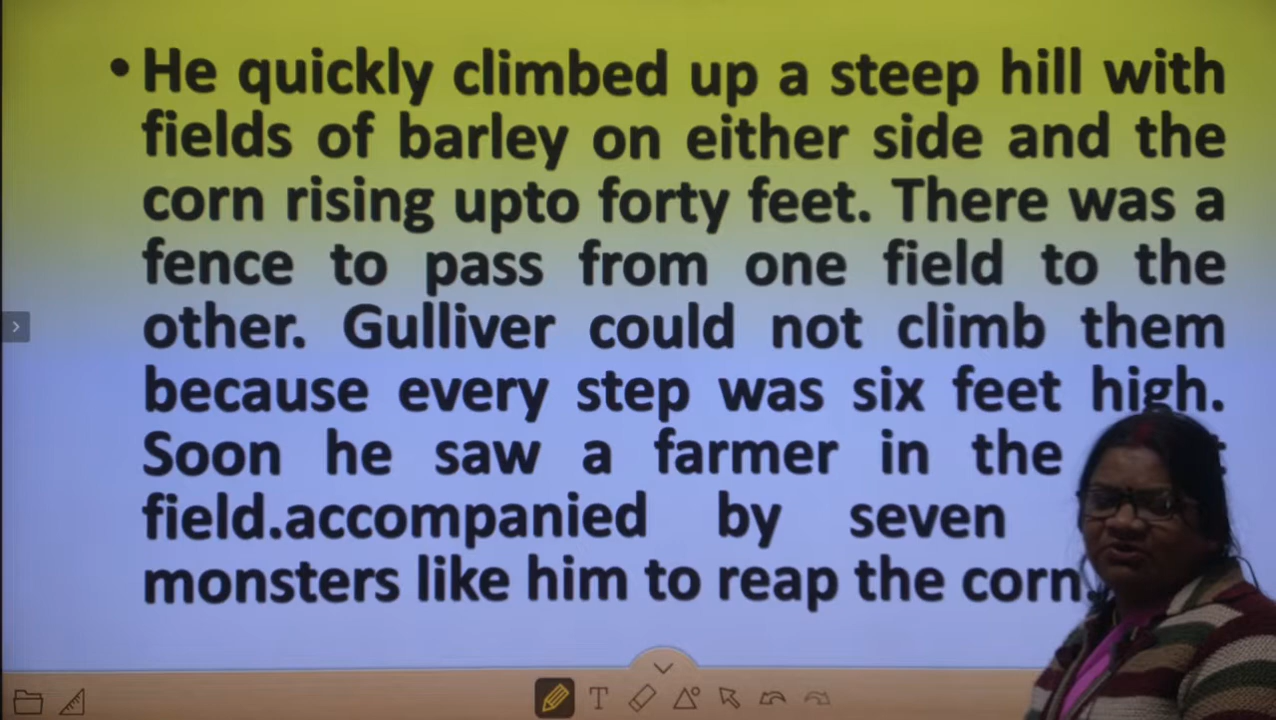 • He quickly climbed up a steep hill with
fields of barley on either side and the
corn rising upto forty feet. There was a
fence to pass from one field to the
other. Gulliver could not climb them
because every step was six feet high.
Soon he saw a farmer in the
field.accompanied by seven
monsters like him to reap the corn.
T